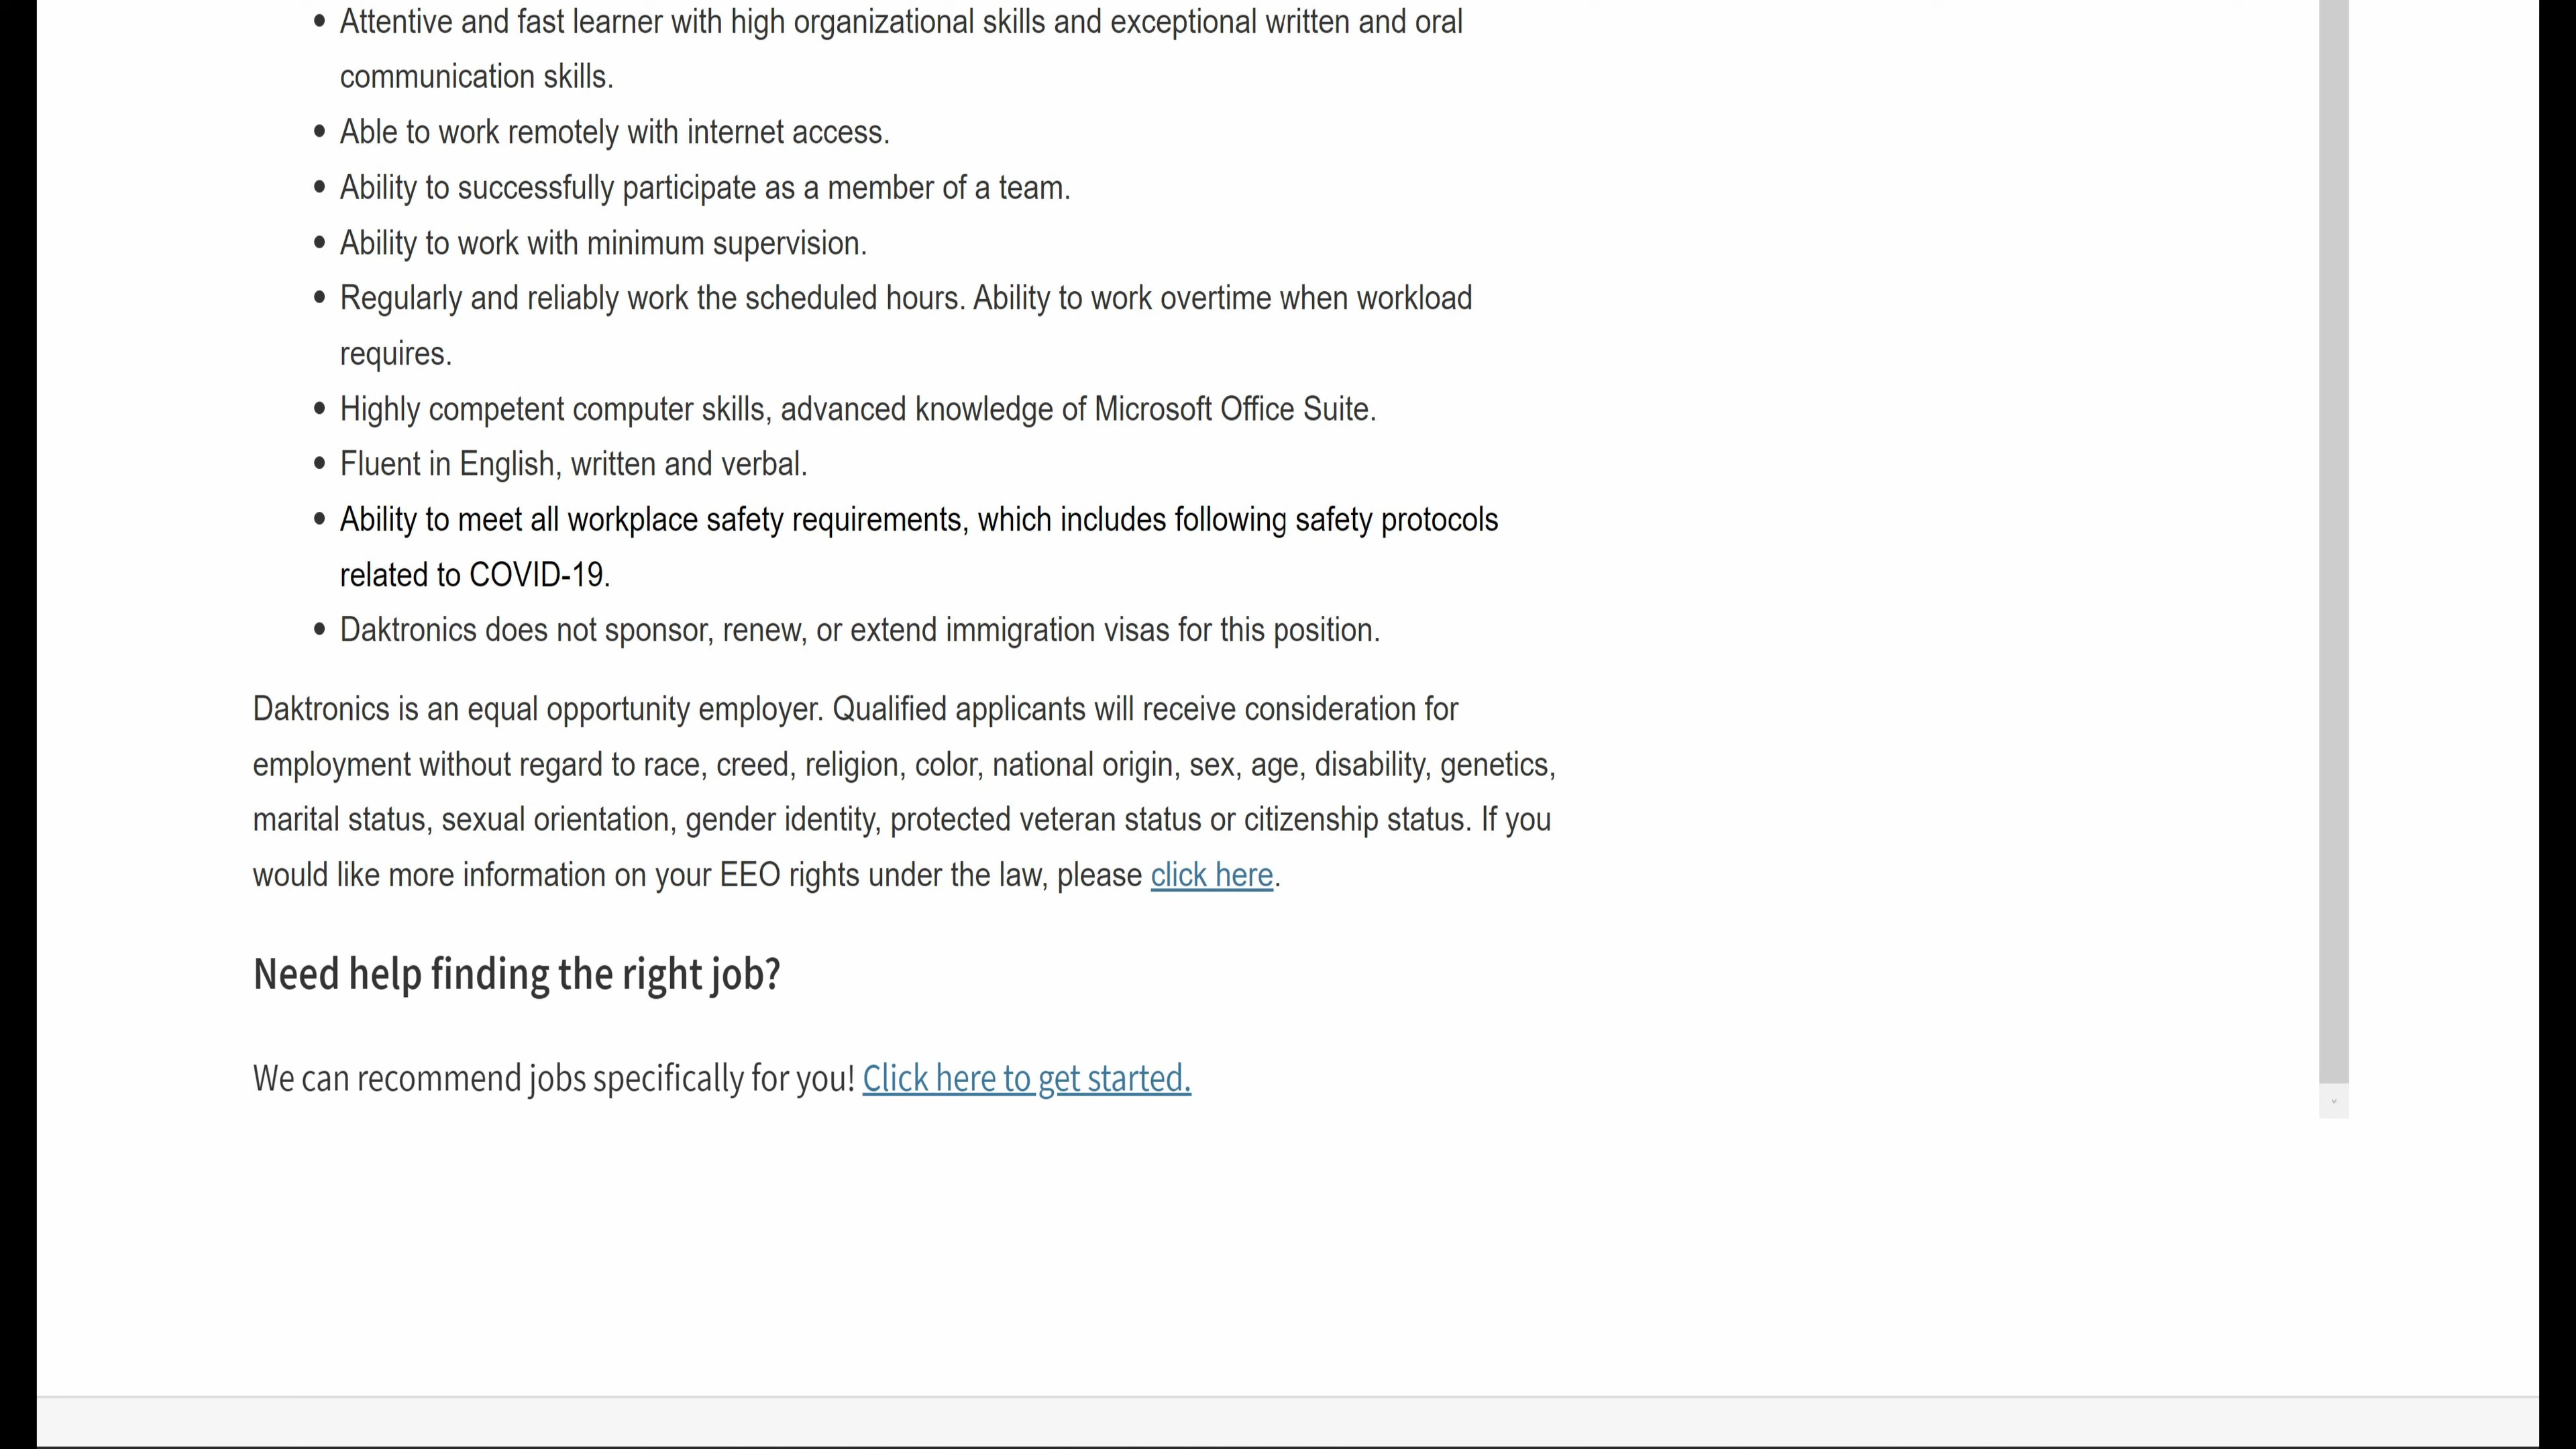 • Attentive and fast learner with high organizational skills and exceptional written and oral
communication skills.
• Able to work remotely with internet access.
• Ability to successfully participate as a member of a team.
• Ability to work with minimum supervision.
• Regularly and reliably work the scheduled hours. Ability to work overtime when workload
requires.
• Highly competent computer skills, advanced knowledge of Microsoft Office Suite.
• Fluent in English, written and verbal.
• Ability to meet all workplace safety requirements, which includes following safety protocols
related to COVID-19.
• Daktronics does not sponsor, renew, or extend immigration visas for this position.
Daktronics is an equal opportunity employer. Qualified applicants will receive consideration for
employment without regard to race, creed, religion, color, national origin, sex, age, disability, genetics,
marital status, sexual orientation, gender identity, protected veteran status or citizenship status. If you
would like more information on your EEO rights under the law, please click here.
Need help finding the right job?
We can recommend jobs specifically for you! Click here to get started.